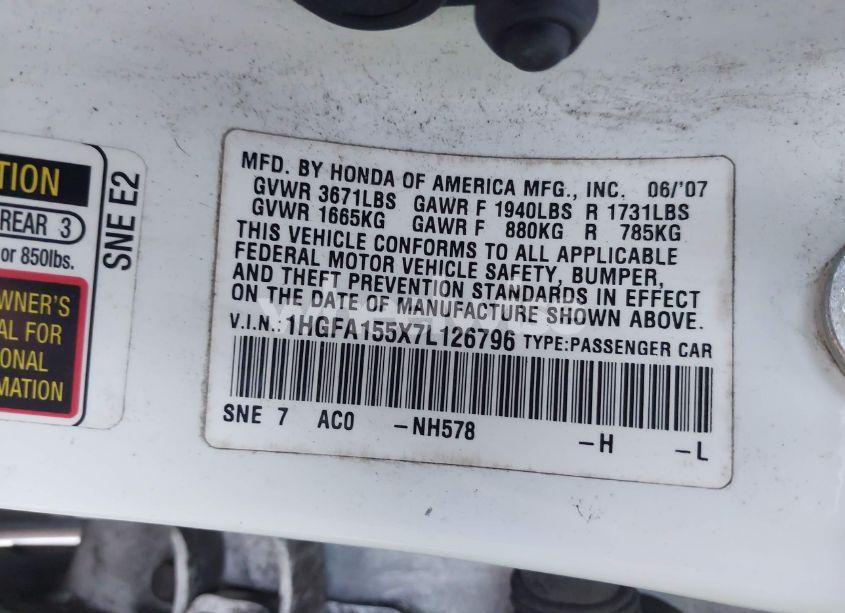 TION
REAR 3
or 850lbs.
WNER'S
AL FOR
ONAL
MATION
SNE E2
MFD. BY HONDA OF AMERICA MFG., INC. 06/'07
GVWR 3671LBS GAWR F 1940LBS R 1731LBS
GVWR 1665KG GAWR F 880KG R 785KG
THIS VEHICLE CONFORMS TO ALL APPLICABLE
FEDERAL MOTOR VEHICLE SAFETY, BUMPER,
AND THEFT PREVENTION STANDARDS IN EFFECT
ON THE DATE OF MANUFACTURE SHOWN ABOVE.
V.I.N.: 1HGFA155X7L126796 TYPE:PASSENGER CAR
SNE 7 AC0 -NH578 -H -L